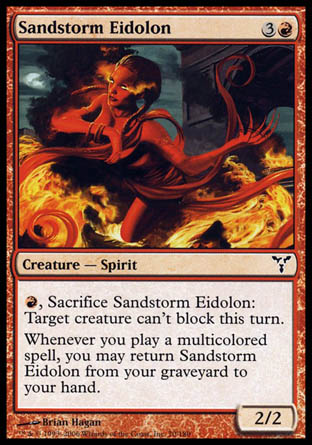 Sandstorm Eidolon 3
Creature — Spirit
, Sacrifice Sandstorm Eidolon:
Target creature can't block this turn.
Whenever you play a multicolored
spell, you may return Sandstorm
Eidolon from your graveyard to
your hand.
Brian Hagan
2/2